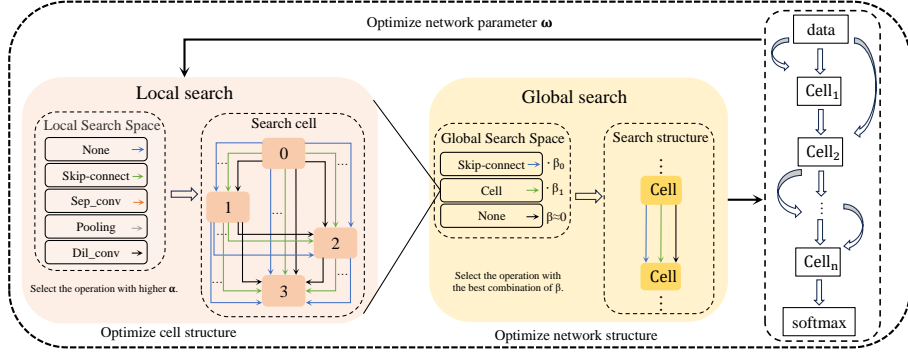 Optimize network parameter ω
Local search
Local Search Space
None
Skip-connect
Sep_conv
Pooling
Dil_conv
Select the operation with higher α.
Search cell
0
1
2
3
...
...
...
...
...
Optimize cell structure
Global search
Global Search Space
Skip-connect · β₀
Cell · β₁
None β≈0
Select the operation with
the best combination of β.
Search structure
⋮
Cell
Cell
⋮
Optimize network structure
data
Cell₁
Cell₂
⋮
Cellₙ
softmax